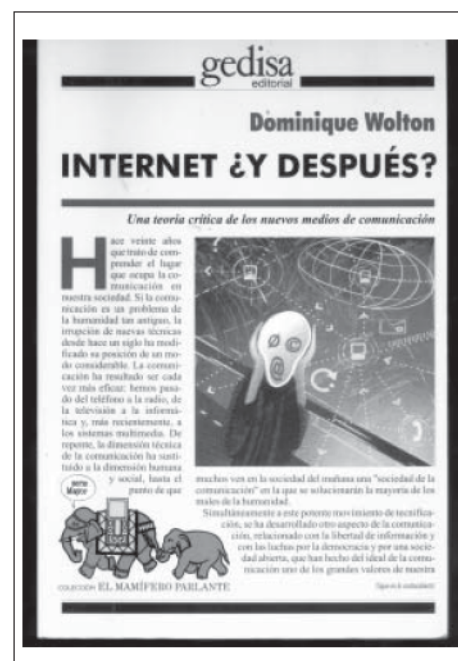 gedisa
editorial
Dominique Wolton
INTERNET ¿Y DESPUÉS?
Una teoría crítica de los nuevos medios de comunicación
Hace veinte años
que trato de com-
prender el lugar
que ocupa la co-
municación en
nuestra sociedad. Si la comu-
nicación es un problema de
la humanidad tan antiguo, la
irrupción de nuevas técnicas
desde hace un siglo ha modi-
ficado su posición de un mo-
do considerable. La comuni-
cación ha resultado ser cada
vez más eficaz: hemos pasa-
do del teléfono a la radio, de
la televisión a la informá-
tica y, más recientemente, a
los sistemas multimedia. De
repente, la dimensión técnica
de la comunicación ha susti-
tuido a la dimensión humana
y social, hasta el
punto de que
muchos ven en la sociedad del mañana una "sociedad de la
comunicación" en la que se solucionarán la mayoría de los
males de la humanidad.
Simultáneamente a este potente movimiento de tecnifica-
ción, se ha desarrollado otro aspecto de la comunica-
ción, relacionado con la libertad de información y
con las luchas por la democracia y por una socie-
dad abierta, que han hecho del ideal de la comu-
nicación uno de los grandes valores de nuestra
serie
Mayor
COLECCIÓN EL MAMÍFERO PARLANTE